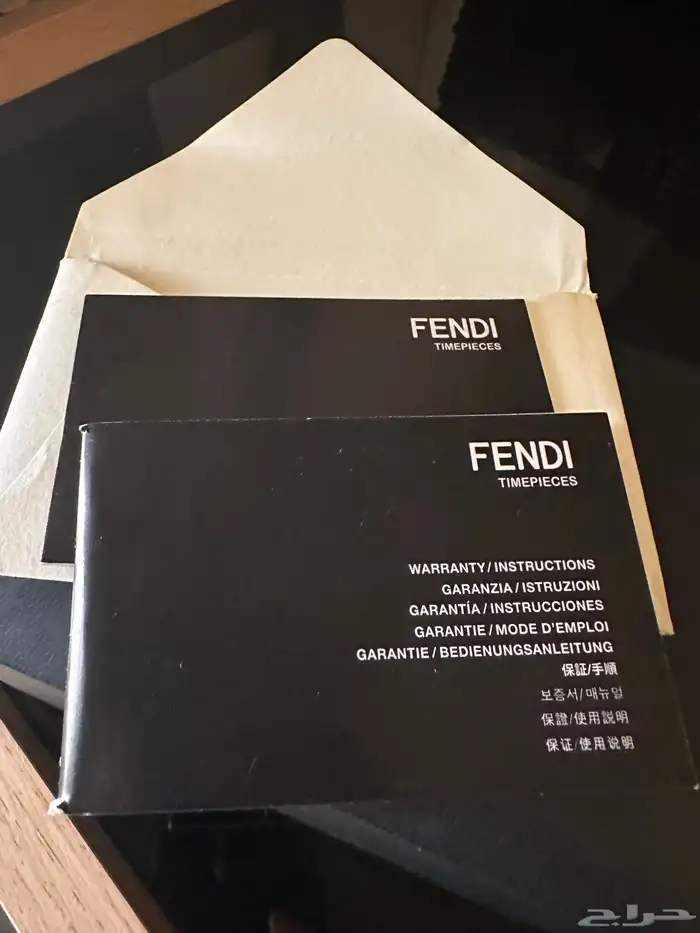 FENDI
TIMEPIECES
FENDI
TIMEPIECES
WARRANTY / INSTRUCTIONS
GARANZIA / ISTRUZIONI
GARANTÍA / INSTRUCCIONES
GARANTIE / MODE D'EMPLOI
GARANTIE / BEDIENUNGSANLEITUNG
保証/手順
보증서/매뉴얼
保證/使用説明
保证/使用说明
حراج